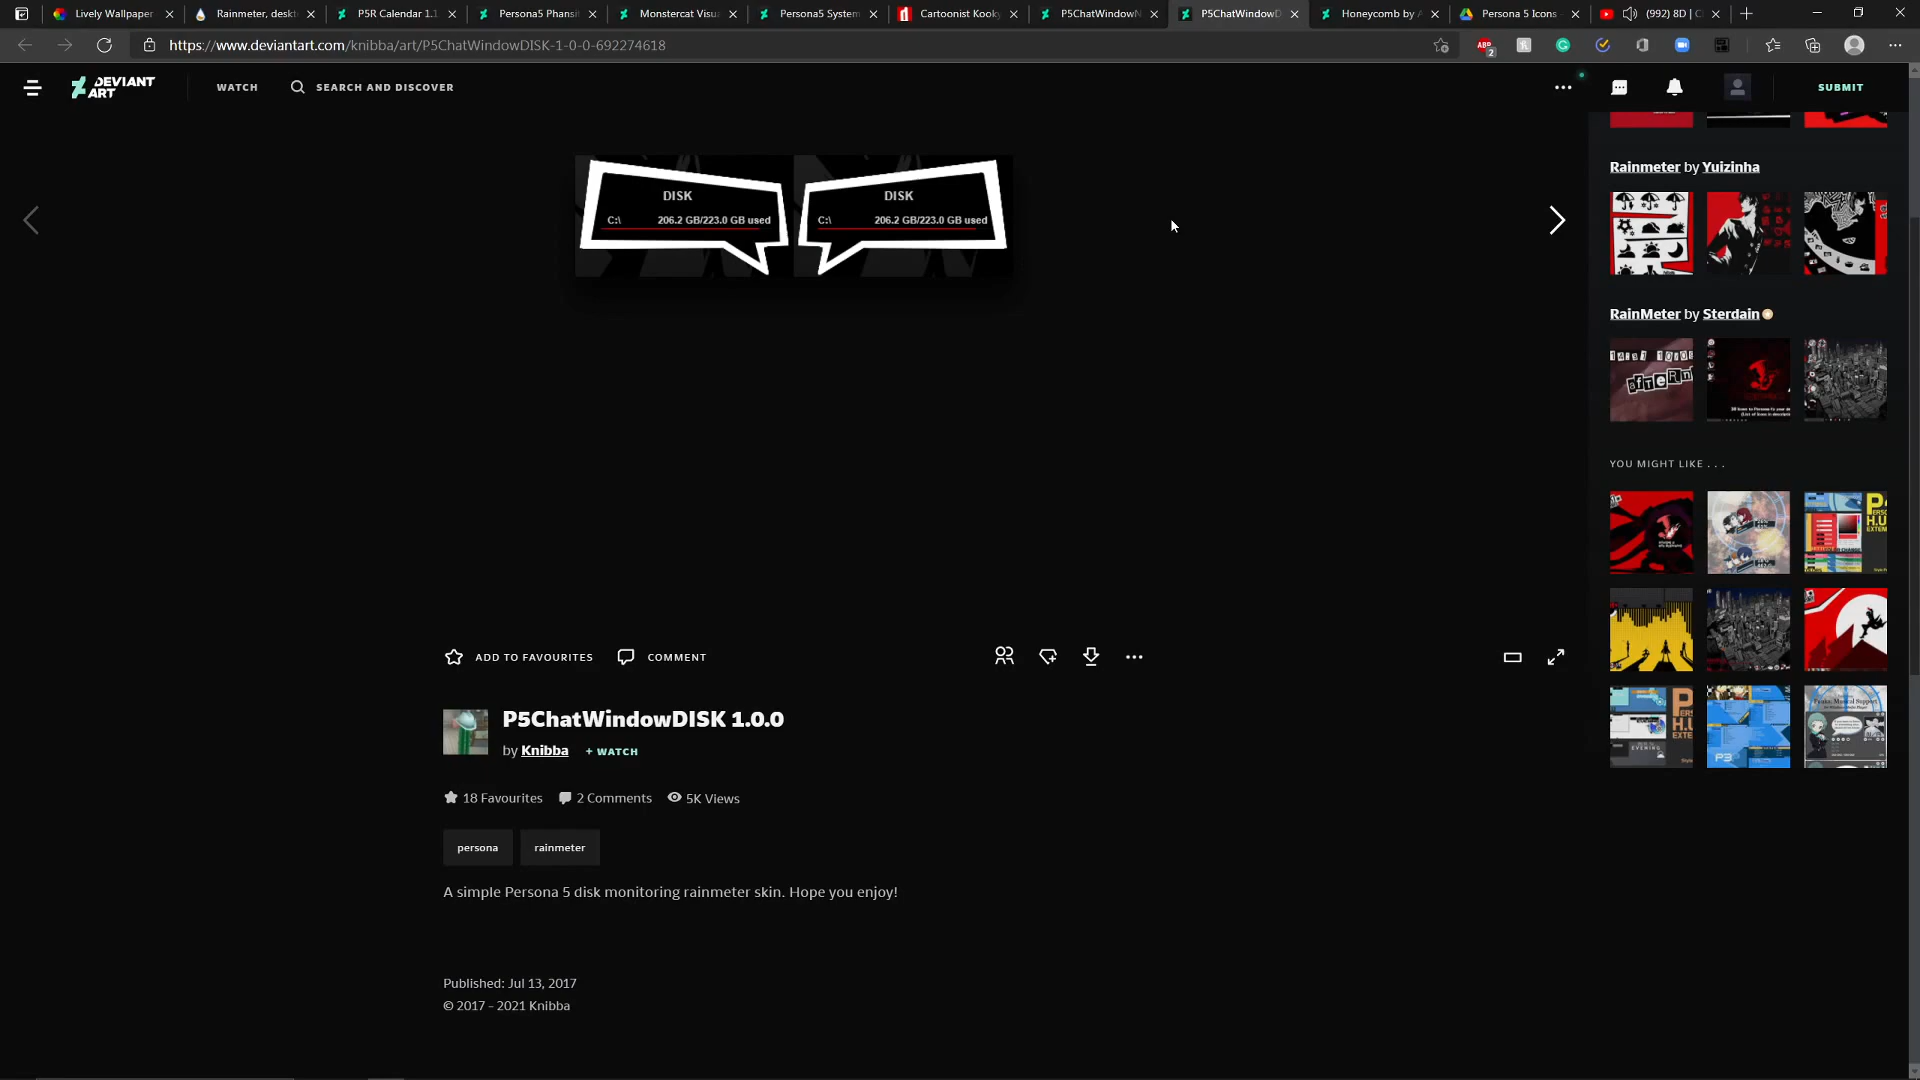 Lively Wallpaper
Rainmeter, deskt
P5R Calendar 1.1
Persona5 Phansit
Monstercat Visu
Persona5 System
Cartoonist Kooky
P5ChatWindowN
P5ChatWindowD
Honeycomb by A
Persona 5 Icons -
(992) 8D | C
https://www.deviantart.com/knibba/art/P5ChatWindowDISK-1-0-0-692274618
ABP
2
DEVIANT
ART
WATCH
SEARCH AND DISCOVER
SUBMIT
DISK
C:\ 206.2 GB/223.0 GB used
DISK
C:\ 206.2 GB/223.0 GB used
Rainmeter by Yuizinha
RainMeter by Sterdain
YOU MIGHT LIKE . . .
ADD TO FAVOURITES
COMMENT
P5ChatWindowDISK 1.0.0
by Knibba + WATCH
18 Favourites 2 Comments 5K Views
persona rainmeter
A simple Persona 5 disk monitoring rainmeter skin. Hope you enjoy!
Published: Jul 13, 2017
© 2017 - 2021 Knibba